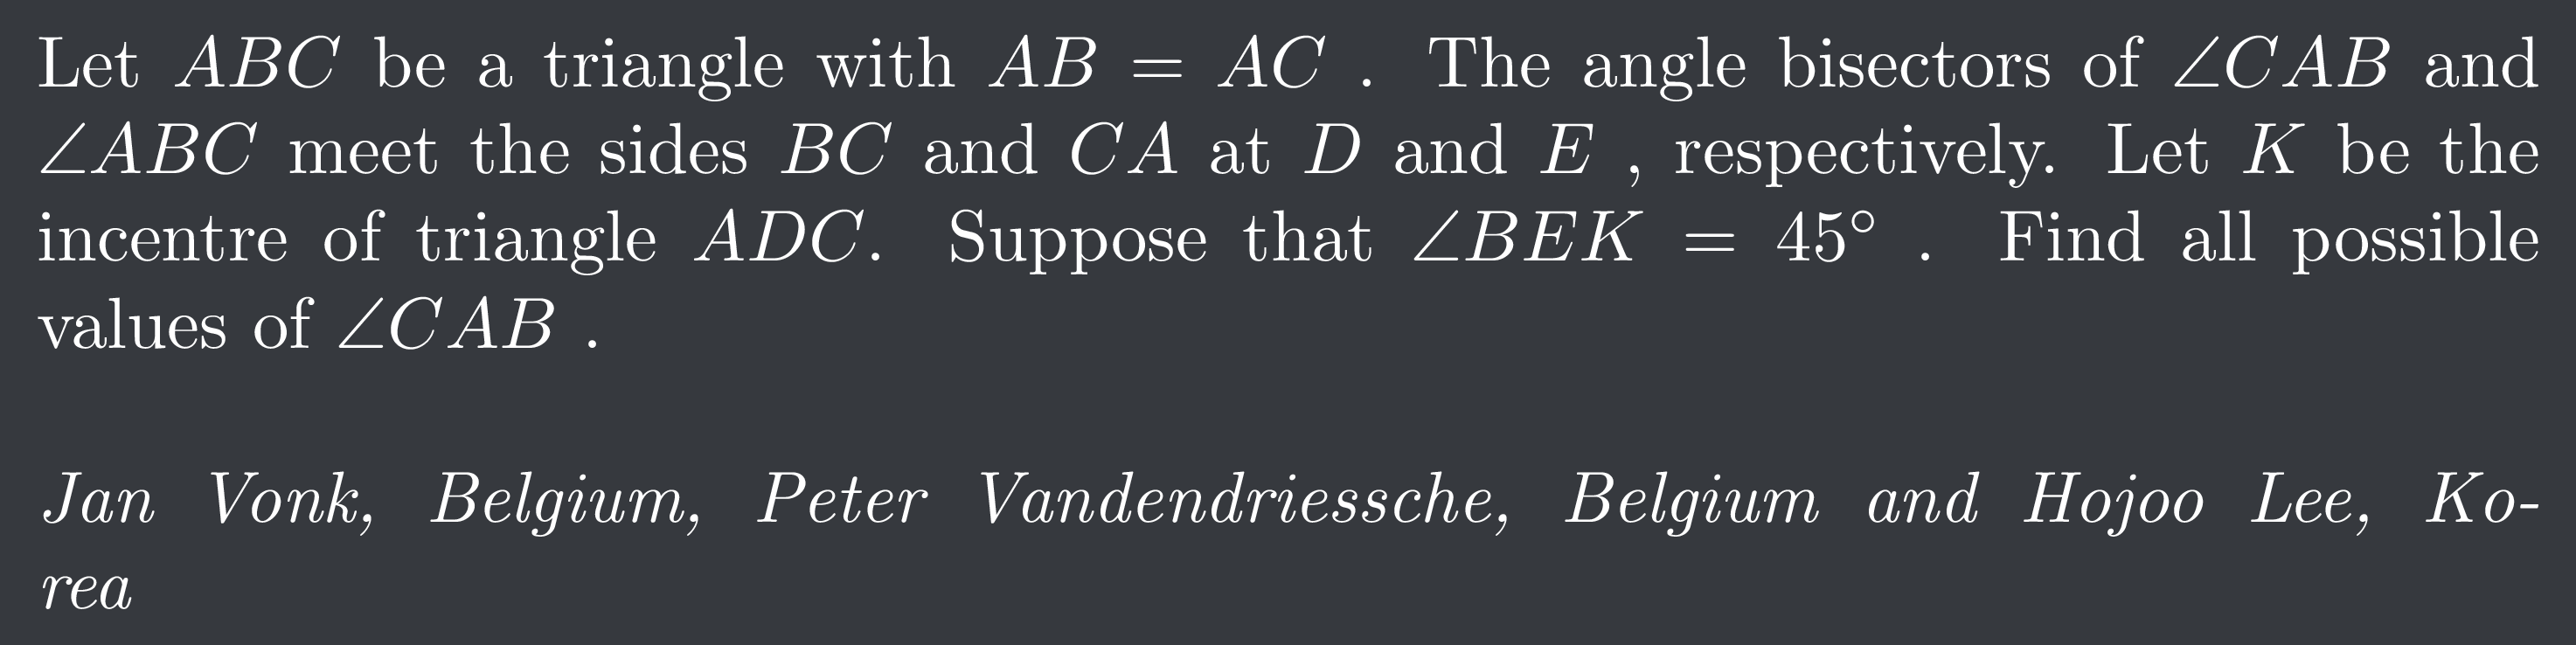 Let ABC be a triangle with AB = AC . The angle bisectors of ∠CAB and
∠ABC meet the sides BC and CA at D and E , respectively. Let K be the
incentre of triangle ADC. Suppose that ∠BEK = 45° . Find all possible
values of ∠CAB .
Jan Vonk, Belgium, Peter Vandendriessche, Belgium and Hojoo Lee, Ko-
rea